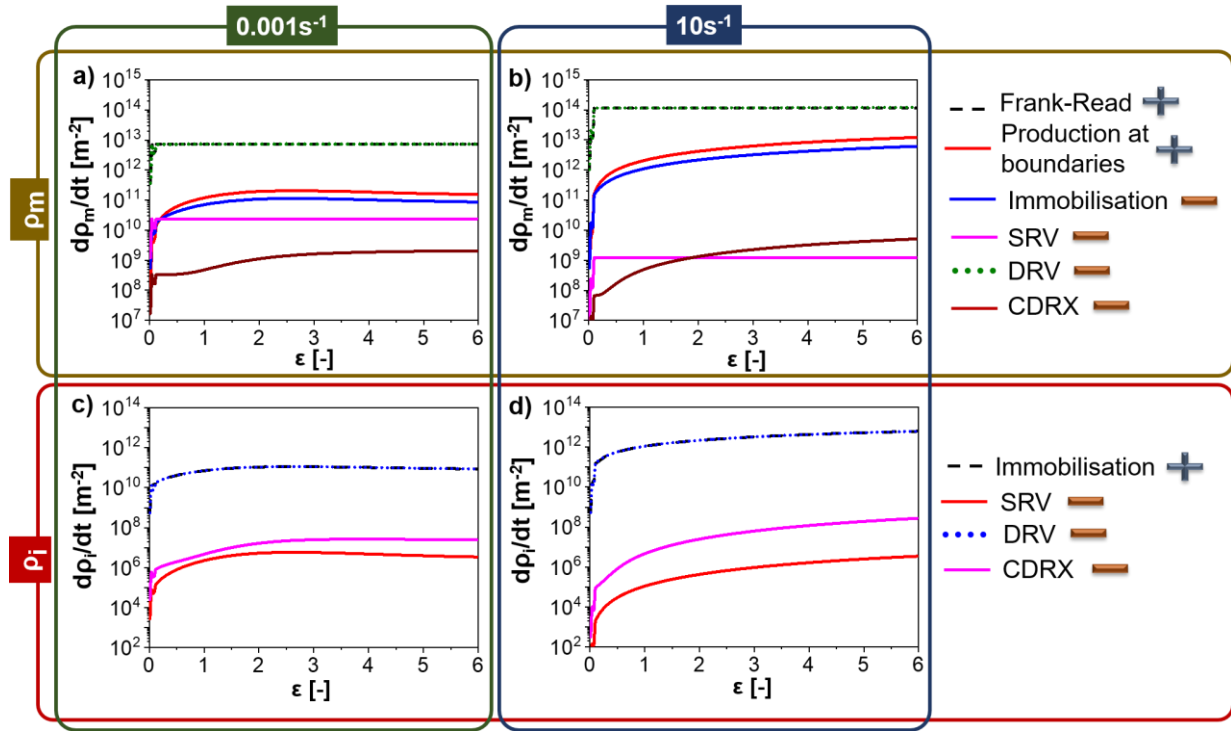 0.001s⁻¹
10s⁻¹
ρm
a)
10¹⁵
10¹⁴
10¹³
10¹²
10¹¹
10¹⁰
10⁹
10⁸
10⁷
dρm/dt [m⁻²]
0 1 2 3 4 5 6
ε [-]
b)
10¹⁵
10¹⁴
10¹³
10¹²
10¹¹
10¹⁰
10⁹
10⁸
10⁷
dρm/dt [m⁻²]
0 1 2 3 4 5 6
ε [-]
Frank-Read
Production at
boundaries
Immobilisation
SRV
DRV
CDRX
ρi
c)
10¹⁴
10¹²
10¹⁰
10⁸
10⁶
10⁴
10²
dρi/dt [m⁻²]
0 1 2 3 4 5 6
ε [-]
d)
10¹⁴
10¹²
10¹⁰
10⁸
10⁶
10⁴
10²
dρi/dt [m⁻²]
0 1 2 3 4 5 6
ε [-]
Immobilisation
SRV
DRV
CDRX